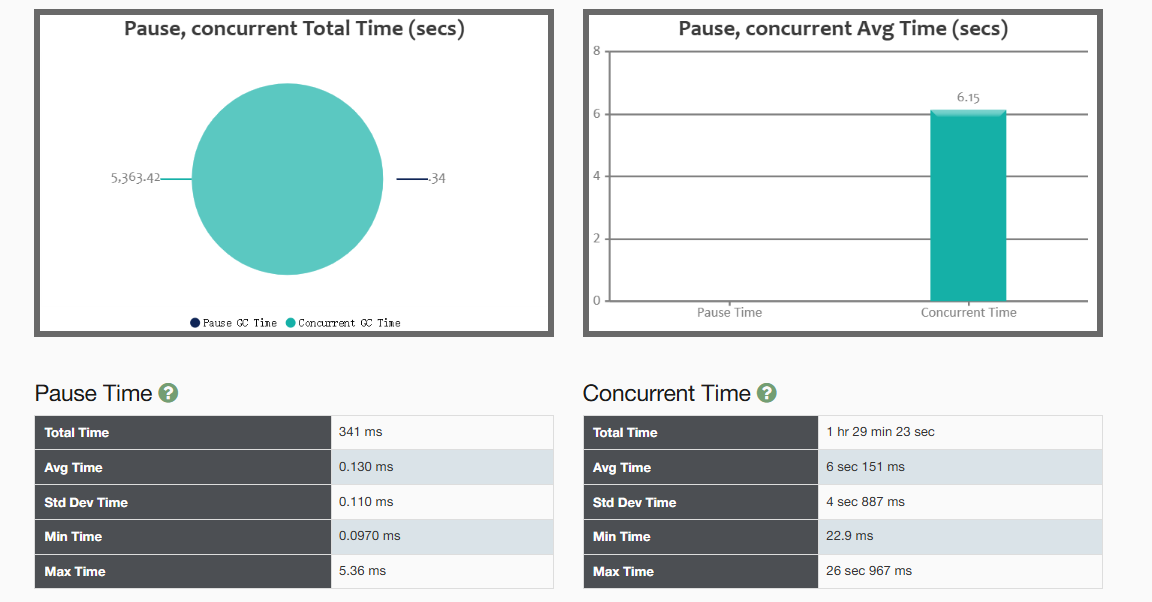 Pause, concurrent Total Time (secs)
5,363.42
.34
Pause GC Time
Concurrent GC Time
Pause, concurrent Avg Time (secs)
8
6
4
2
0
6.15
Pause Time
Concurrent Time
Pause Time ?
Total Time 341 ms
Avg Time 0.130 ms
Std Dev Time 0.110 ms
Min Time 0.0970 ms
Max Time 5.36 ms
Concurrent Time ?
Total Time 1 hr 29 min 23 sec
Avg Time 6 sec 151 ms
Std Dev Time 4 sec 887 ms
Min Time 22.9 ms
Max Time 26 sec 967 ms